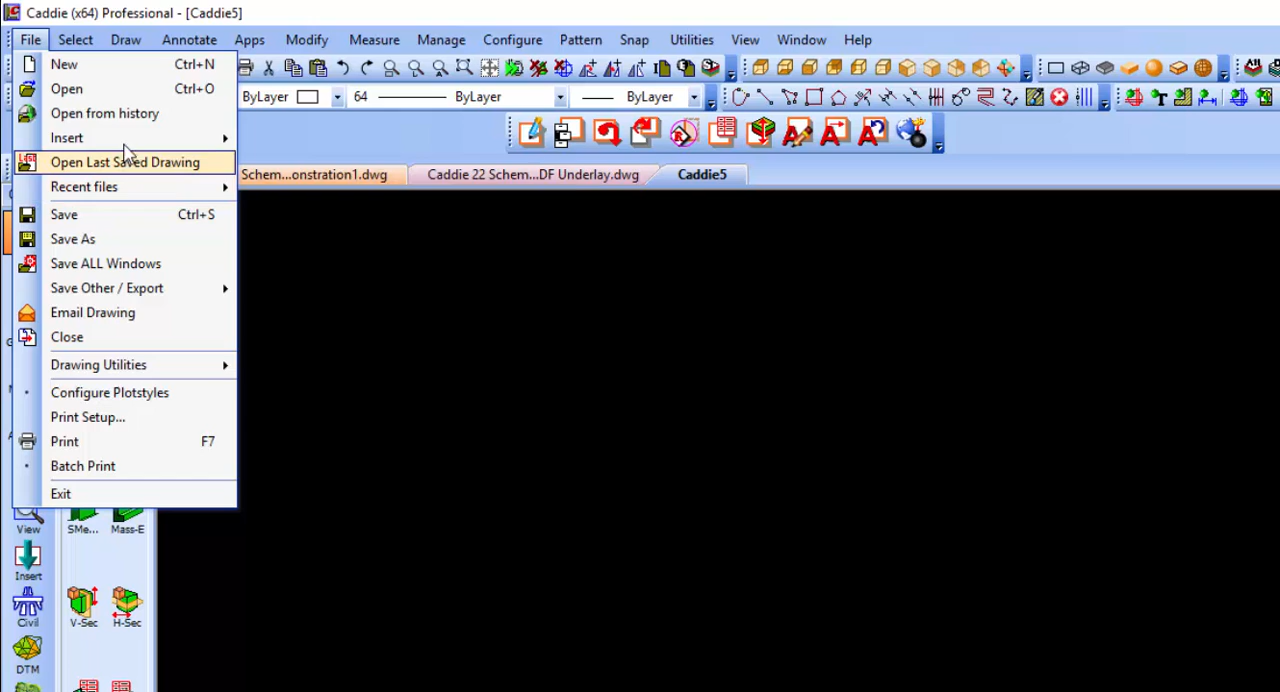 Caddie (x64) Professional - [Caddie5]
File Select Draw Annotate Apps Modify Measure Manage Configure Pattern Snap Utilities View Window Help
New Ctrl+N
Open Ctrl+O
ByLayer 64 ByLayer ByLayer
Open from history
Insert
Open Last Saved Drawing
Schem...onstration1.dwg Caddie 22 Schem...DF Underlay.dwg Caddie5
Recent files
Save Ctrl+S
Save As
Save ALL Windows
Save Other / Export
Email Drawing
Close
Drawing Utilities
Configure Plotstyles
Print Setup...
Print F7
Batch Print
Exit
View SMe... Mass-E
Insert
Civil V-Sec H-Sec
DTM